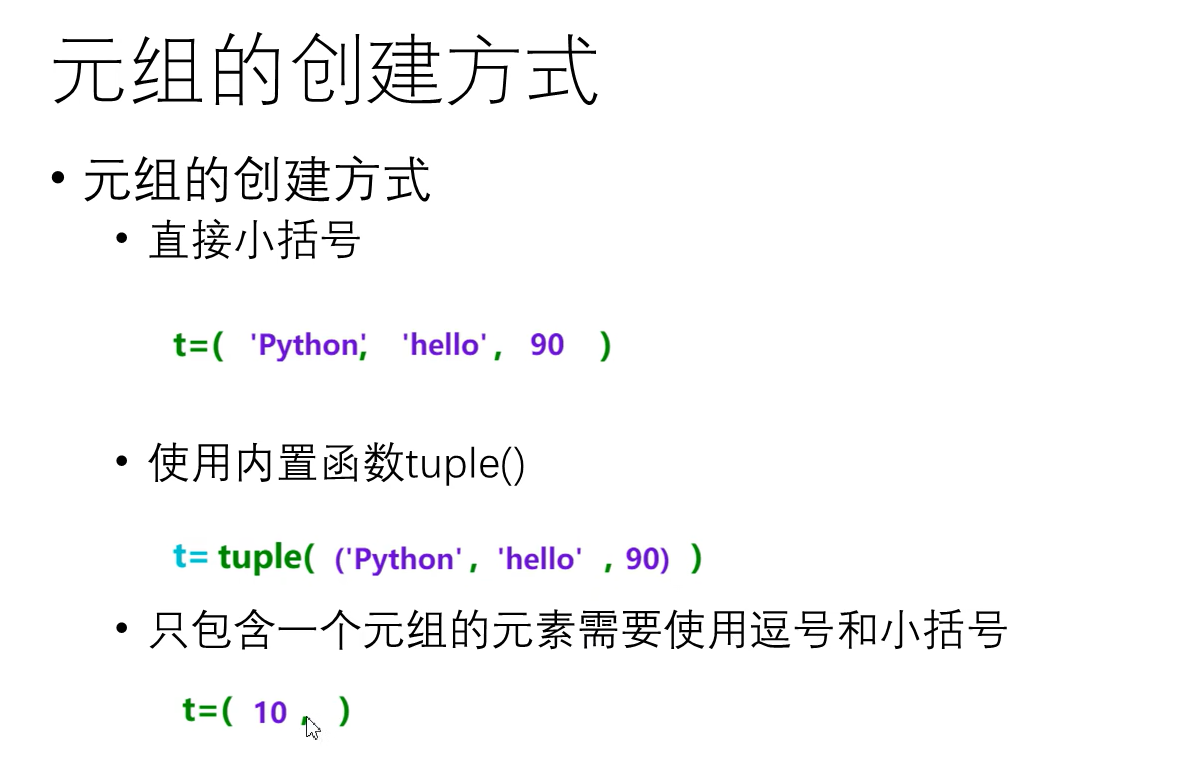 元组的创建方式
• 元组的创建方式
• 直接小括号
t=( 'Python', 'hello', 90 )
• 使用内置函数tuple()
t= tuple( ('Python', 'hello' , 90) )
• 只包含一个元组的元素需要使用逗号和小括号
t=( 10 , )